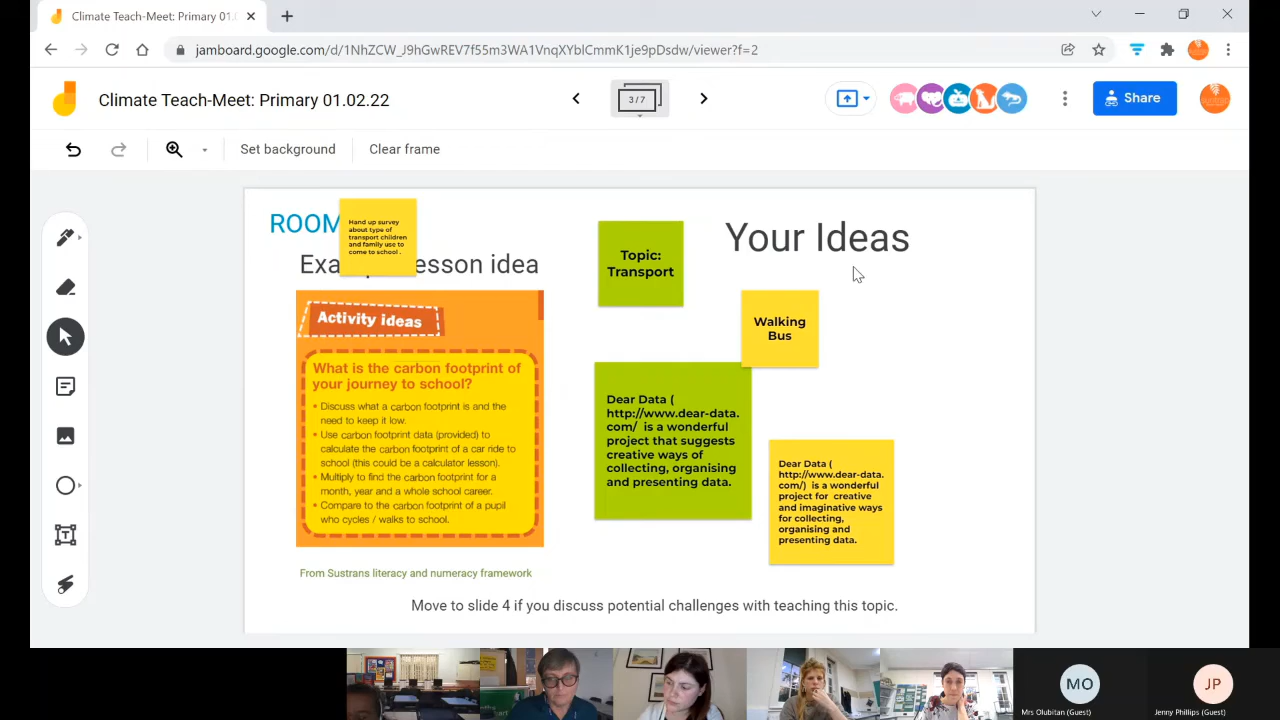 Climate Teach-Meet: Primary 01.0
jamboard.google.com/d/1NhZCW_J9hGwREV7f55m3WA1VnqXYblCmmK1je9pDsdw/viewer?f=2
Climate Teach-Meet: Primary 01.02.22
3 / 7
Share
Set background
Clear frame
ROOM
Hand up survey
about type of
transport children
and family use to
come to school .
Exa
esson idea
Activity ideas
What is the carbon footprint of
your journey to school?
• Discuss what a carbon footprint is and the
need to keep it low.
• Use carbon footprint data (provided) to
calculate the carbon footprint of a car ride to
school (this could be a calculator lesson).
• Multiply to find the carbon footprint for a
month, year and a whole school career.
• Compare to the carbon footprint of a pupil
who cycles / walks to school.
From Sustrans literacy and numeracy framework
Topic:
Transport
Your Ideas
Walking
Bus
Dear Data (
http://www.dear-data.
com/  is a wonderful
project that suggests
creative ways of
collecting, organising
and presenting data.
Dear Data (
http://www.dear-data.
com/)  is a wonderful
project for  creative
and imaginative ways
for collecting,
organising and
presenting data.
Move to slide 4 if you discuss potential challenges with teaching this topic.
MO
Mrs Olubitan (Guest)
JP
Jenny Phillips (Guest)